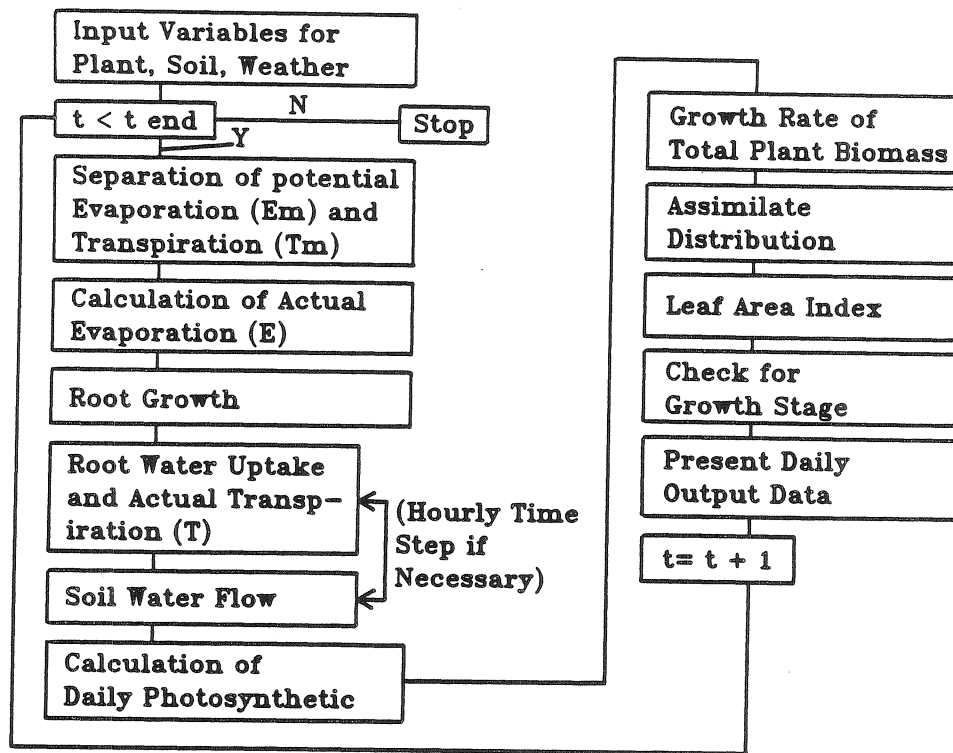 Input Variables for
Plant, Soil, Weather
t < t end
N
Stop
Y
Separation of potential
Evaporation (Em) and
Transpiration (Tm)
Calculation of Actual
Evaporation (E)
Root Growth
Root Water Uptake
and Actual Transp-
iration (T)
(Hourly Time
Step if
Necessary)
Soil Water Flow
Calculation of
Daily Photosynthetic
Growth Rate of
Total Plant Biomass
Assimilate
Distribution
Leaf Area Index
Check for
Growth Stage
Present Daily
Output Data
t= t + 1